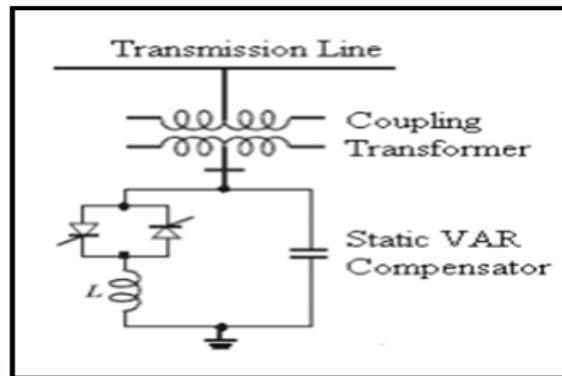 Transmission Line
Coupling
Transformer
Static VAR
Compensator
L